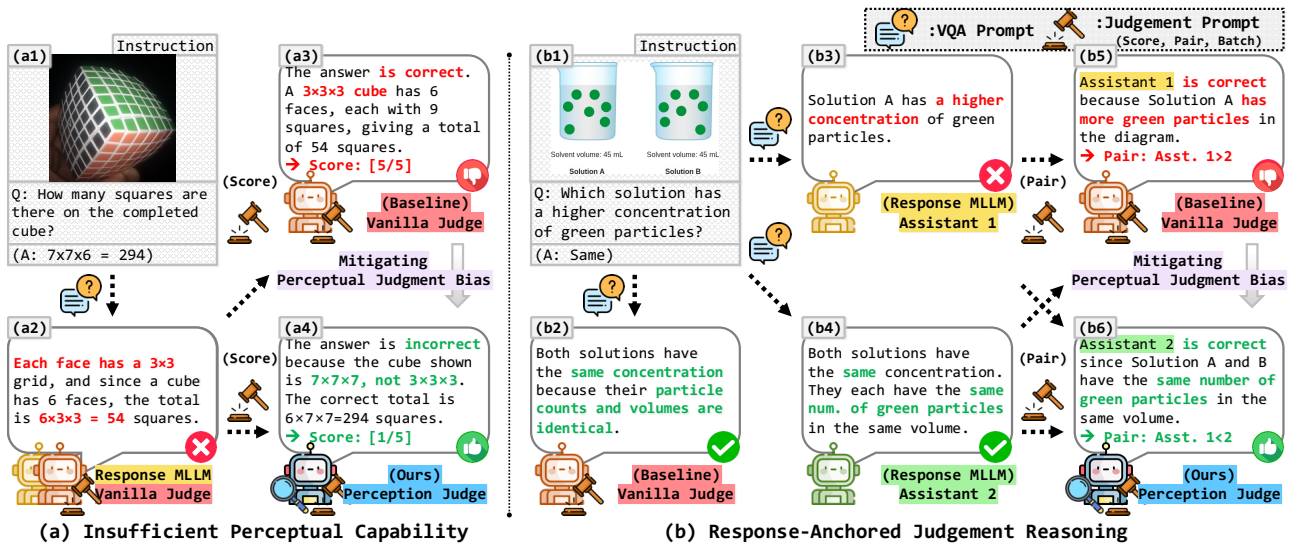 :VQA Prompt
:Judgement Prompt
(Score, Pair, Batch)
(a1)
Instruction
Q: How many squares are
there on the completed
cube?
(A: 7x7x6 = 294)
(Score)
(a3)
The answer is correct.
A 3×3×3 cube has 6
faces, each with 9
squares, giving a total
of 54 squares.
→ Score: [5/5]
(Baseline)
Vanilla Judge
Mitigating
Perceptual Judgment Bias
(a2)
Each face has a 3×3
grid, and since a cube
has 6 faces, the total
is 6×3×3 = 54 squares.
Response MLLM
Vanilla Judge
(Score)
(a4)
The answer is incorrect
because the cube shown
is 7×7×7, not 3×3×3.
The correct total is
6×7×7=294 squares.
→ Score: [1/5]
(Ours)
Perception Judge
(a) Insufficient Perceptual Capability
(b1)
Instruction
Solvent volume: 45 mL
Solvent volume: 45 mL
Solution A
Solution B
Q: Which solution has
a higher concentration
of green particles?
(A: Same)
(b3)
Solution A has a higher
concentration of green
particles.
(Response MLLM)
Assistant 1
(Pair)
(b5)
Assistant 1 is correct
because Solution A has
more green particles in
the diagram.
→ Pair: Asst. 1>2
(Baseline)
Vanilla Judge
Mitigating
Perceptual Judgment Bias
(b2)
Both solutions have
the same concentration
because their particle
counts and volumes are
identical.
(Baseline)
Vanilla Judge
(b4)
Both solutions have
the same concentration.
They each have the same
num. of green particles
in the same volume.
(Response MLLM)
Assistant 2
(Pair)
(b6)
Assistant 2 is correct
since Solution A and B
have the same number of
green particles in the
same volume.
→ Pair: Asst. 1<2
(Ours)
Perception Judge
(b) Response-Anchored Judgement Reasoning